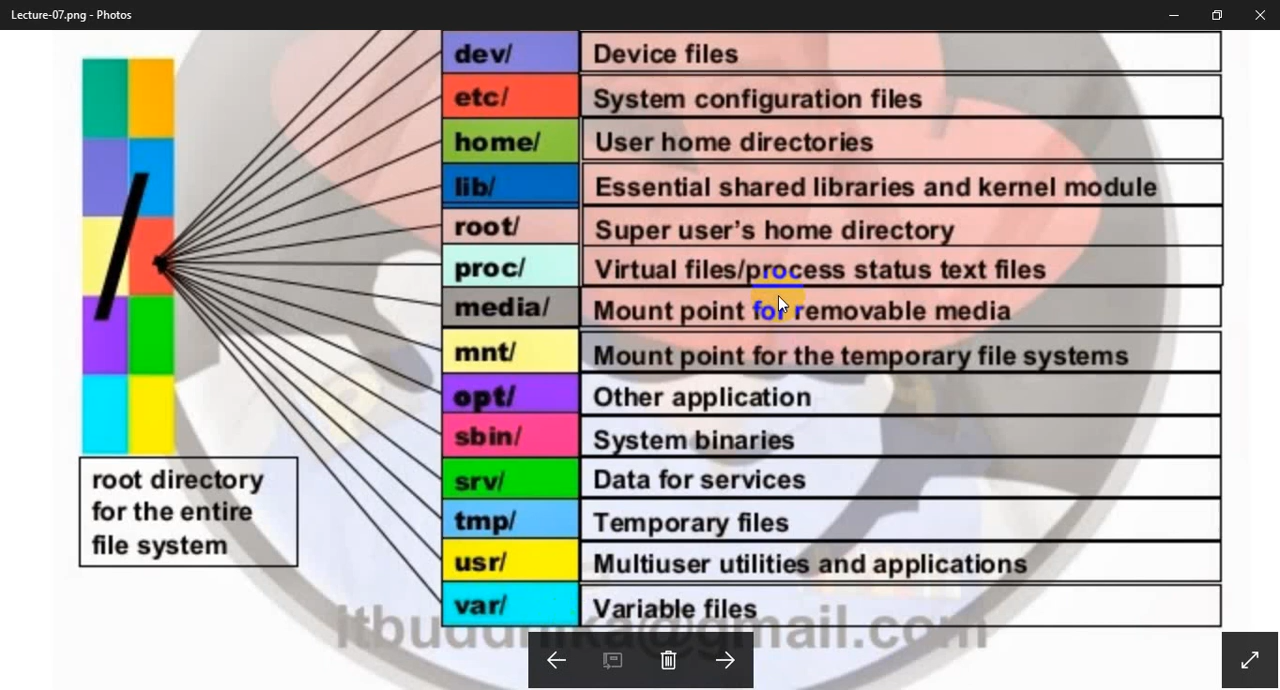 Lecture-07.png - Photos
dev/ Device files
etc/ System configuration files
home/ User home directories
lib/ Essential shared libraries and kernel module
root/ Super user's home directory
proc/ Virtual files/process status text files
media/ Mount point for removable media
mnt/ Mount point for the temporary file systems
opt/ Other application
sbin/ System binaries
srv/ Data for services
tmp/ Temporary files
usr/ Multiuser utilities and applications
var/ Variable files
/
root directory
for the entire
file system
itbuddhika@gmail.com